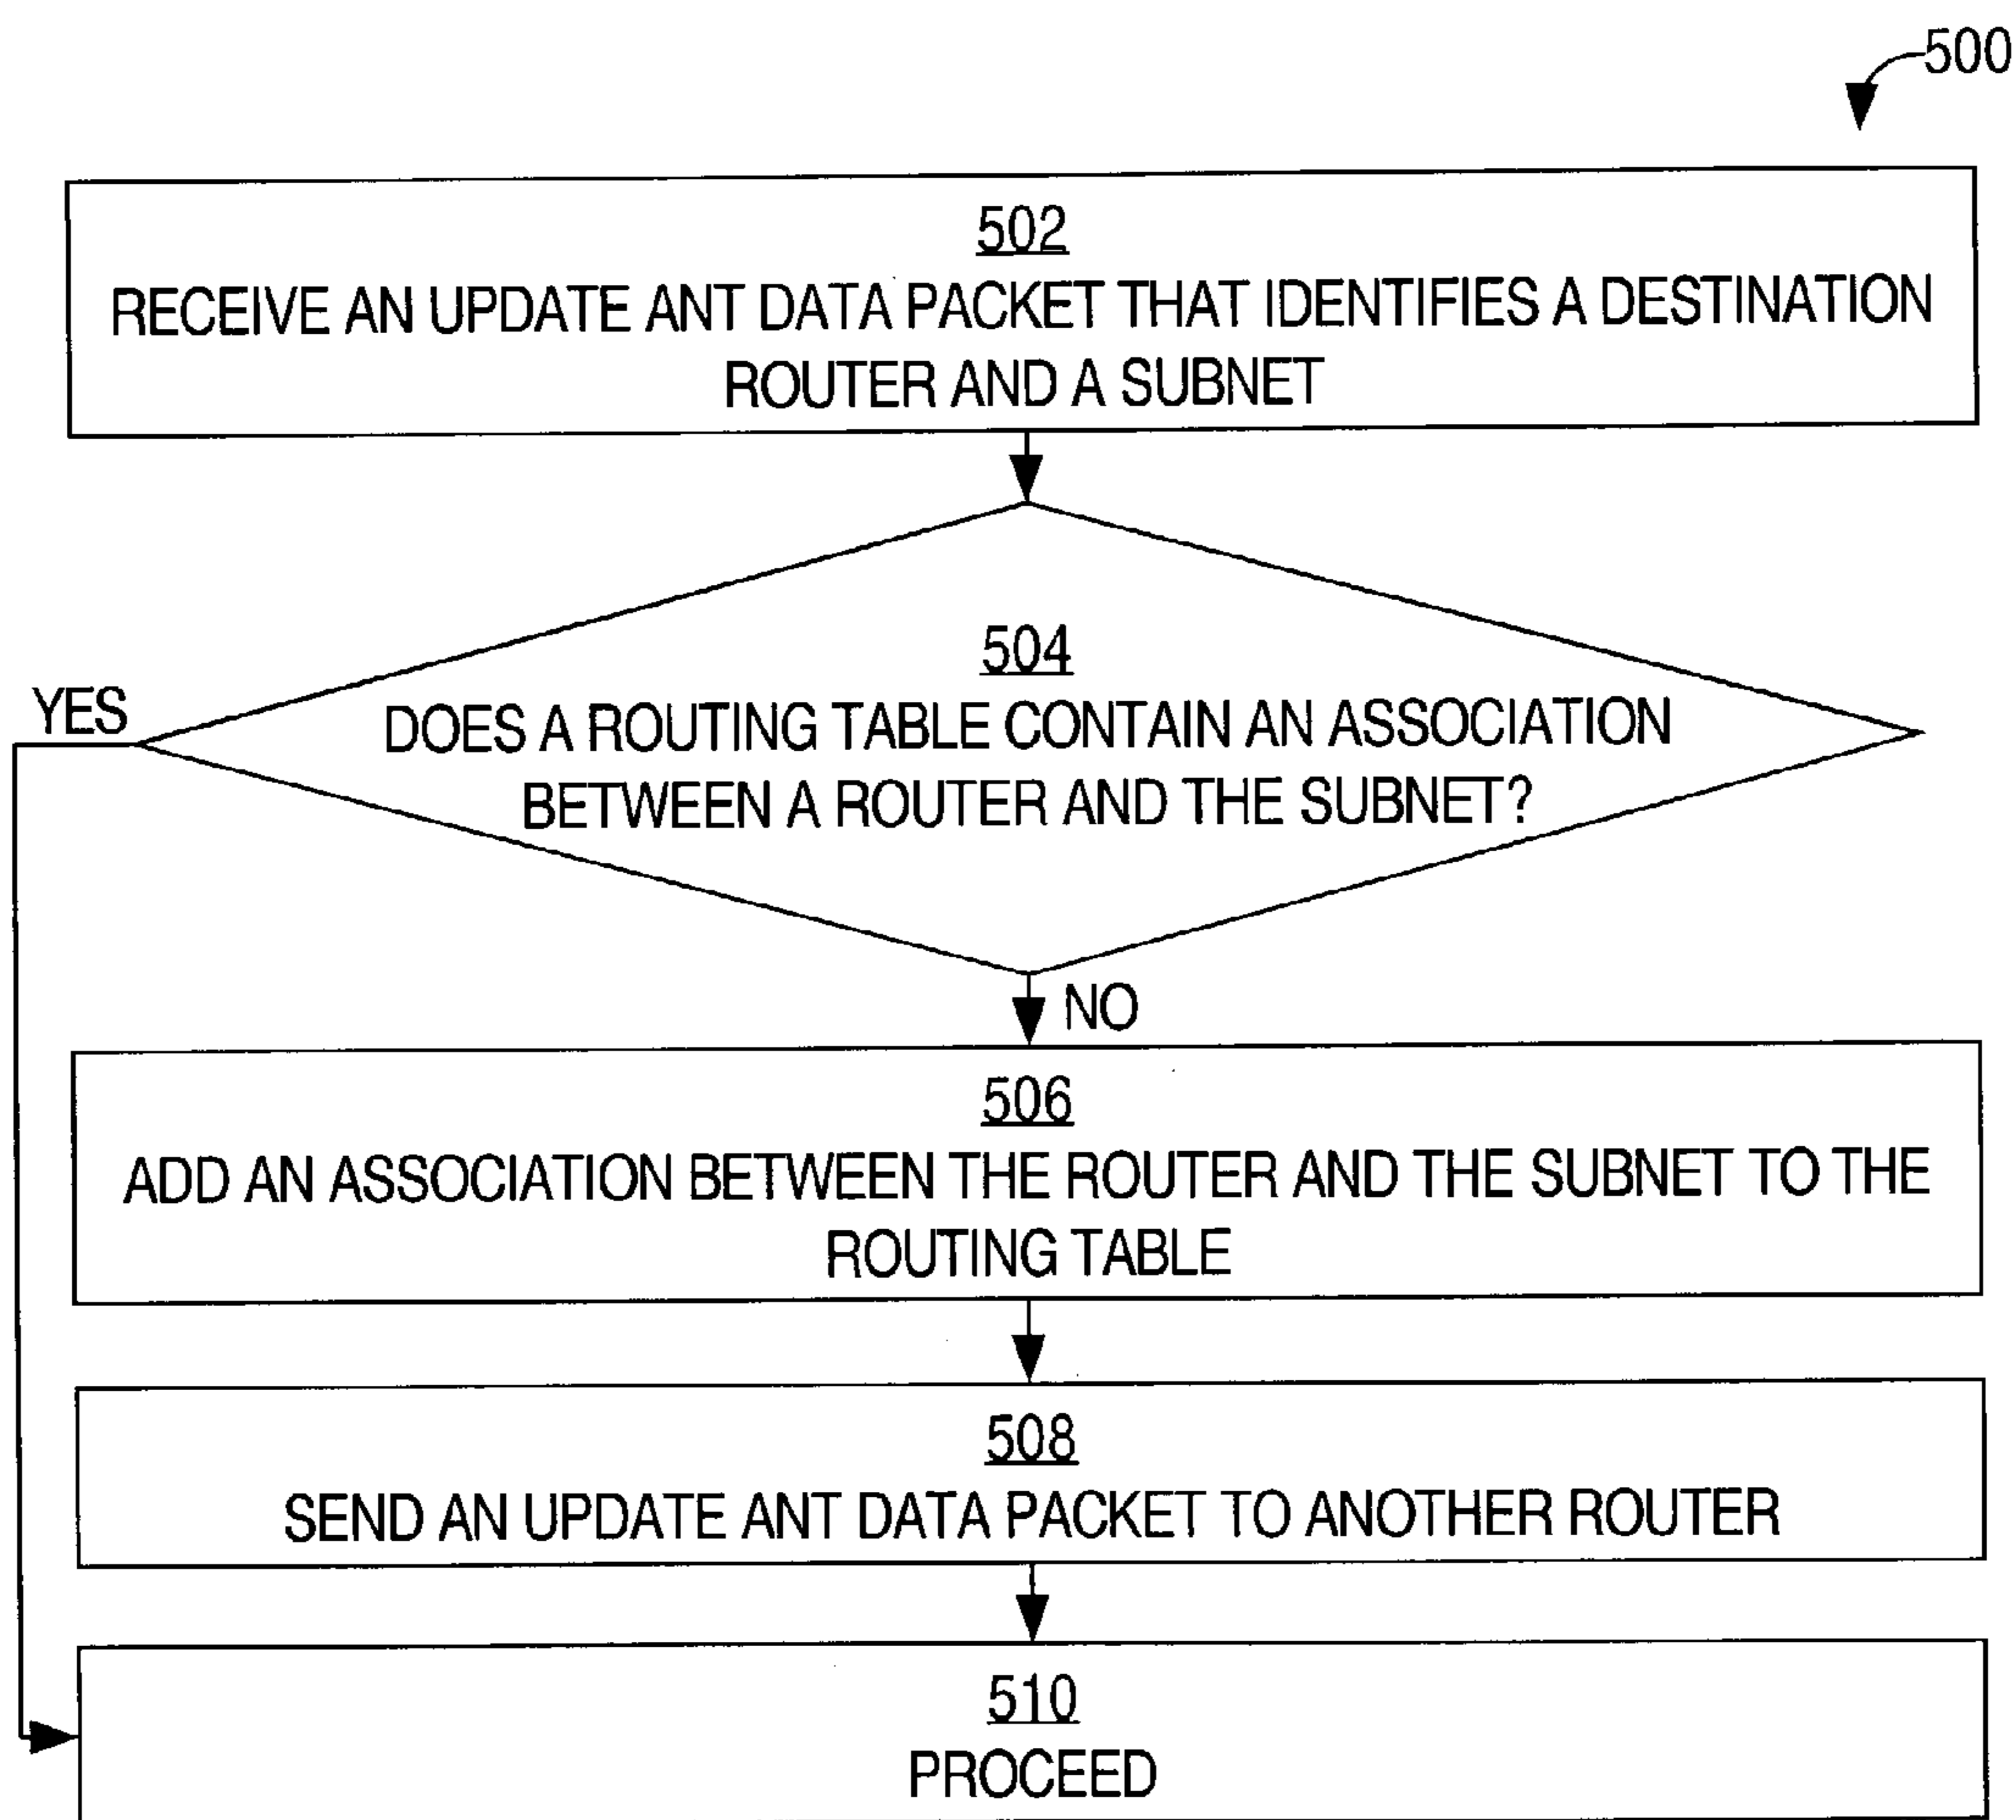 500
502
RECEIVE AN UPDATE ANT DATA PACKET THAT IDENTIFIES A DESTINATION
ROUTER AND A SUBNET
504
DOES A ROUTING TABLE CONTAIN AN ASSOCIATION
BETWEEN A ROUTER AND THE SUBNET?
YES
NO
506
ADD AN ASSOCIATION BETWEEN THE ROUTER AND THE SUBNET TO THE
ROUTING TABLE
508
SEND AN UPDATE ANT DATA PACKET TO ANOTHER ROUTER
510
PROCEED